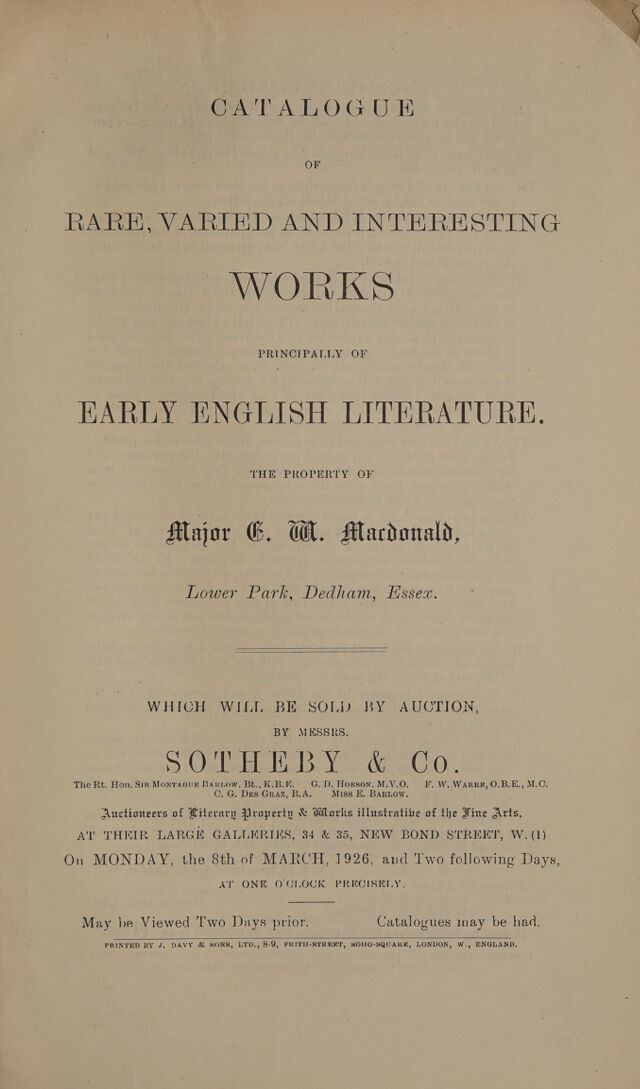 CATALOGUE
OF
RARE, VARIED AND INTERESTING
WORKS
PRINCIPALLY OF
EARLY ENGLISH LITERATURE.
THE PROPERTY OF
Major E. W. Macdonald,
Lower Park, Dedham, Essex.
WHICH WILL BE SOLD BY AUCTION,
BY MESSRS.
SOTHEBY & Co.
The Rt. Hon. Sir Montague Barlow, Bt., K.B.E. G. D. Hobson, M.V.O. F. W. Warre, O.B.E., M.C.
C. G. Des Graz, B.A. Miss E. Barlow.
Auctioneers of Literary Property & Works illustrative of the Fine Arts,
AT THEIR LARGE GALLERIES, 34 & 35, NEW BOND STREET, W. (1)
On MONDAY, the 8th of MARCH, 1926, and Two following Days,
AT ONE O'CLOCK PRECISELY.
May be Viewed Two Days prior. Catalogues may be had.
PRINTED BY J. DAVY & SONS, LTD., 8-9, FRITH-STREET, SOHO-SQUARE, LONDON, W., ENGLAND.